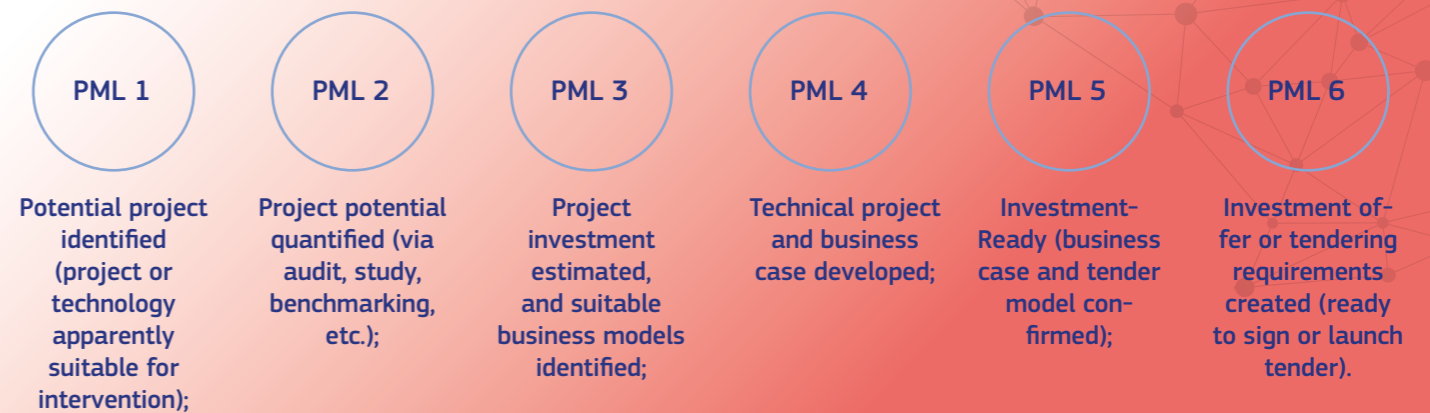 PML 1
Potential project
identified
(project or
technology
apparently
suitable for
intervention);
PML 2
Project potential
quantified (via
audit, study,
benchmarking,
etc.);
PML 3
Project
investment
estimated,
and suitable
business models
identified;
PML 4
Technical project
and business
case developed;
PML 5
Investment-
Ready (business
case and tender
model con-
firmed);
PML 6
Investment of-
fer or tendering
requirements
created (ready
to sign or launch
tender).